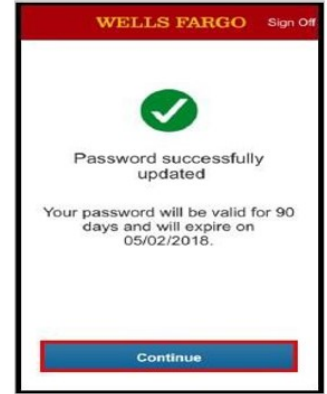 WELLS FARGO Sign Off
Password successfully
updated
Your password will be valid for 90
days and will expire on
05/02/2018.
Continue